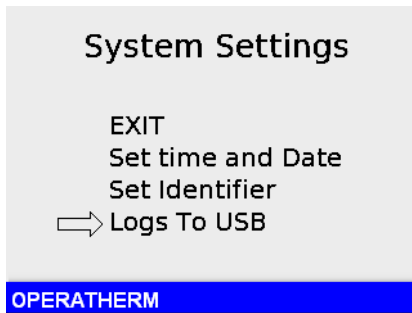 System Settings
EXIT
Set time and Date
Set Identifier
Logs To USB
OPERATHERM